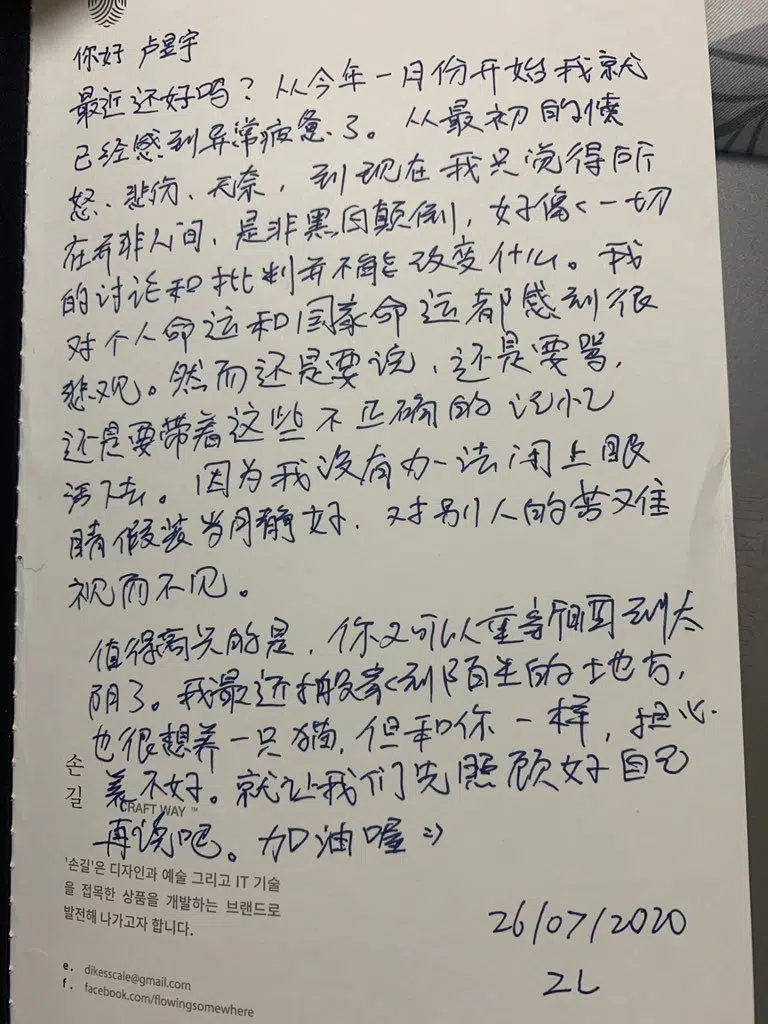 你好 卢昱宇
最近还好吗？从今年一月份开始我就
已经感到异常疲惫了。从最初的愤
怒、悲伤、无奈，到现在我只觉得所
在并非人间，是非黑白颠倒，好像一切
的讨论和批判并不能改变什么。我
对个人命运和国家命运都感到很
悲观。然而还是要说、还是要骂，
还是要带着这些不正确的记忆
活下去。因为我没有办法闭上眼
睛假装岁月静好，对别人的苦难
视而不见。
值得高兴的是，你又可以重新晒到太
阳了。我最近搬家到陌生的地方，
也很想养一只猫，但和你一样，担心
养不好。就让我们先照顾好自己
再说吧。加油喔 :)
손
길
CRAFT WAY ™
'손길'은 디자인과 예술 그리고 IT 기술
을 접목한 상품을 개발하는 브랜드로
발전해 나가고자 합니다.
26/07/2020
ZL
e. dikesscale@gmail.com
f. facebook.com/flowingsomewhere